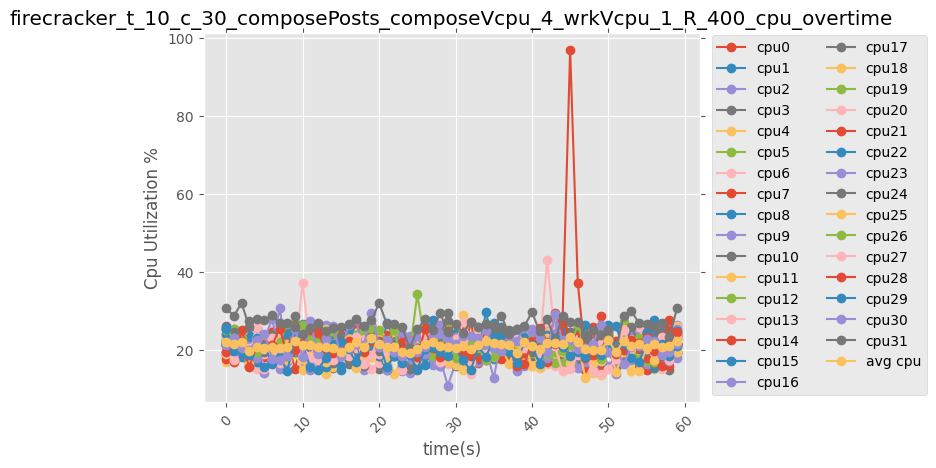 firecracker_t_10_c_30_composePosts_composeVcpu_4_wrkVcpu_1_R_400_cpu_overtime
100
80
60
40
20
Cpu Utilization %
0
10
20
30
40
50
60
time(s)
cpu0
cpu1
cpu2
cpu3
cpu4
cpu5
cpu6
cpu7
cpu8
cpu9
cpu10
cpu11
cpu12
cpu13
cpu14
cpu15
cpu16
cpu17
cpu18
cpu19
cpu20
cpu21
cpu22
cpu23
cpu24
cpu25
cpu26
cpu27
cpu28
cpu29
cpu30
cpu31
avg cpu